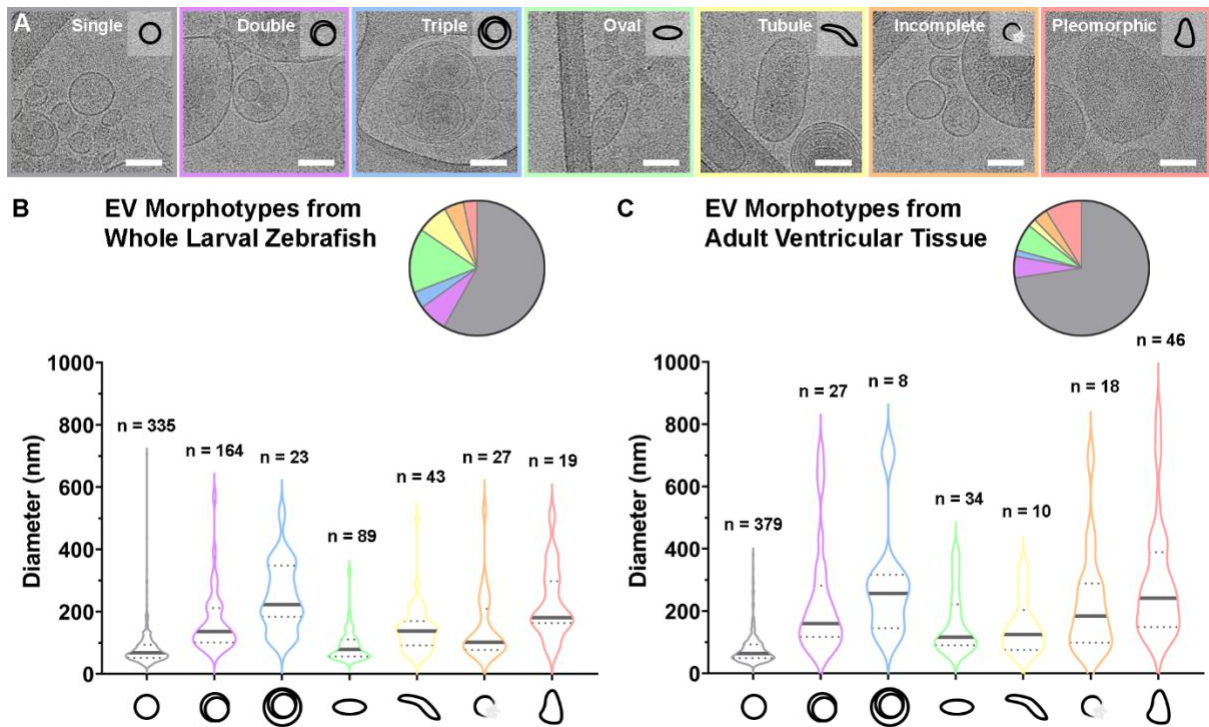 A
Single
Double
Triple
Oval
Tubule
Incomplete
Pleomorphic
B
EV Morphotypes from
Whole Larval Zebrafish
Diameter (nm)
1000
800
600
400
200
0
n = 335
n = 164
n = 23
n = 89
n = 43
n = 27
n = 19
C
EV Morphotypes from
Adult Ventricular Tissue
Diameter (nm)
1000
800
600
400
200
0
n = 379
n = 27
n = 8
n = 34
n = 10
n = 18
n = 46